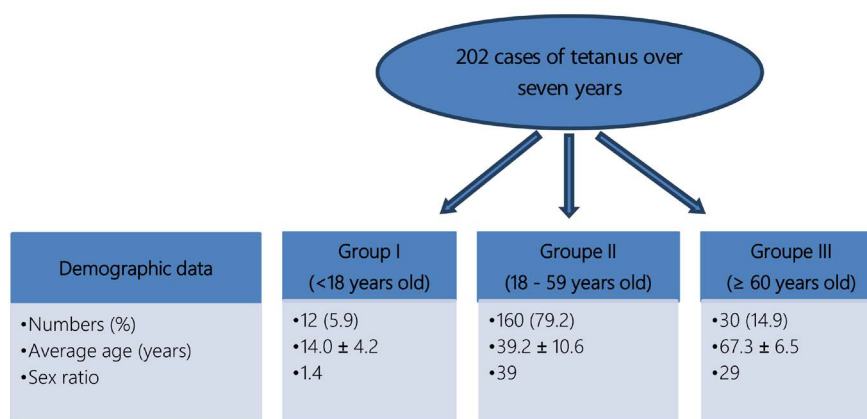 202 cases of tetanus over
seven years
Demographic data
•Numbers (%)
•Average age (years)
•Sex ratio
Group I
(<18 years old)
•12 (5.9)
•14.0 ± 4.2
•1.4
Groupe II
(18 - 59 years old)
•160 (79.2)
•39.2 ± 10.6
•39
Groupe III
(≥ 60 years old)
•30 (14.9)
•67.3 ± 6.5
•29